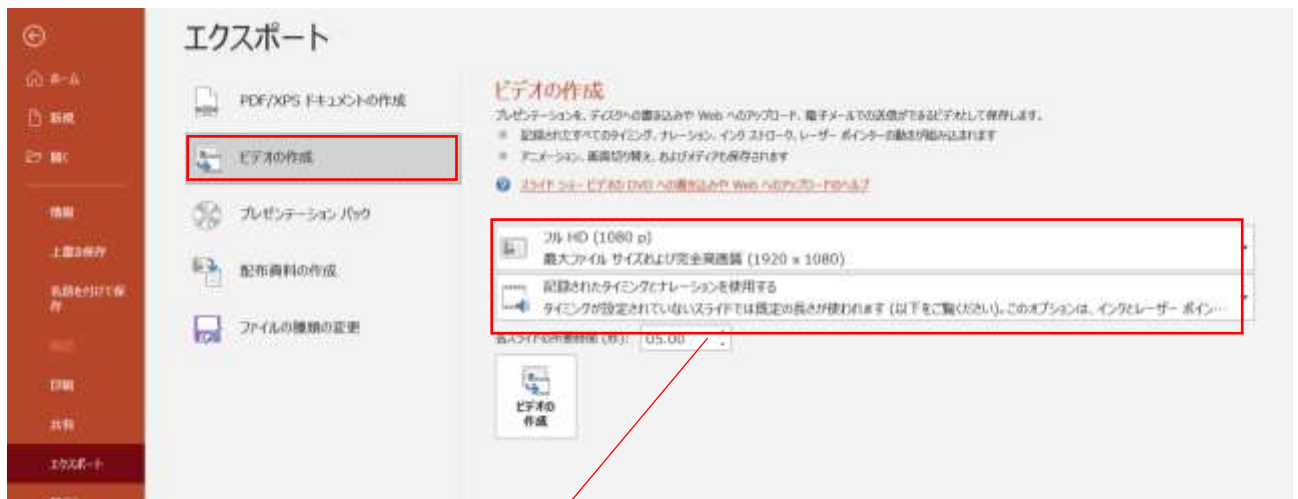 エクスポート
ホーム
新規
開く
情報
上書き保存
名前を付けて保存
印刷
共有
エクスポート
PDF/XPS ドキュメントの作成
ビデオの作成
プレゼンテーション パック
配布資料の作成
ファイルの種類の変更
ビデオの作成
プレゼンテーションを、ディスクへの書き込みや Web へのアップロード、電子メールでの送信ができるビデオとして保存します。
記録されたすべてのタイミング、ナレーション、インク ストローク、レーザー ポインターの動きが組み込まれます
アニメーション、画面切り替え、およびメディアも保存されます
スライド ショー ビデオの DVD への書き込みや Web へのアップロードのヘルプ
フル HD (1080 p)
最大ファイル サイズおよび完全高画質 (1920 x 1080)
記録されたタイミングとナレーションを使用する
タイミングが設定されていないスライドでは既定の長さが使われます (以下をご覧ください)。このオプションは、インクとレーザー ポイン…
各スライドの所要時間 (秒): 05.00
ビデオの
作成